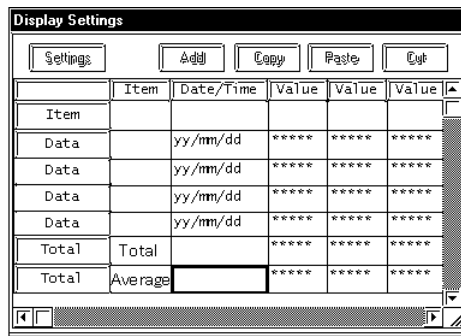 Display Settings
Settings Add Copy Paste Cut
Item Date/Time Value Value Value
Item
Data yy/mm/dd ***** ***** *****
Data yy/mm/dd ***** ***** *****
Data yy/mm/dd ***** ***** *****
Data yy/mm/dd ***** ***** *****
Total Total ***** ***** *****
Total Average ***** ***** *****